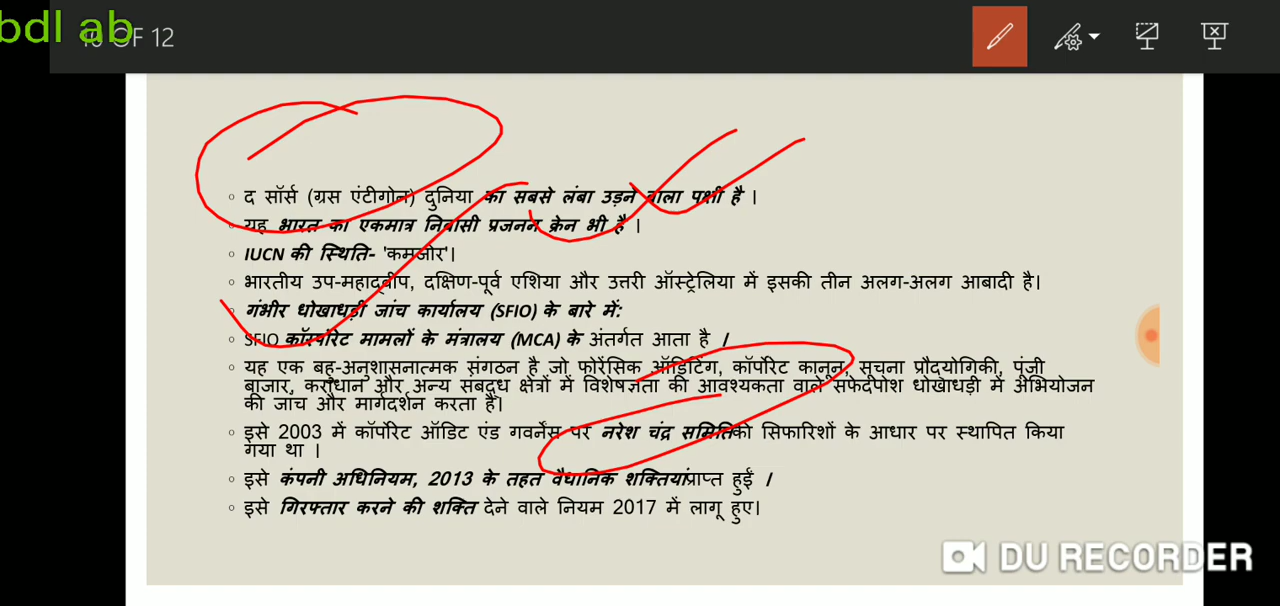 bdl ab
10 OF 12
द सॉर्स (ग्रस एंटीगोन) दुनिया का सबसे लंबा उड़ने वाला पक्षी है ।
यह भारत का एकमात्र निवासी प्रजनन क्रेन भी है ।
IUCN की स्थिति- 'कमजोर'।
भारतीय उप-महाद्वीप, दक्षिण-पूर्व एशिया और उत्तरी ऑस्ट्रेलिया में इसकी तीन अलग-अलग आबादी है।
गंभीर धोखाधड़ी जांच कार्यालय (SFIO) के बारे में:
SFIO कॉरपोरेट मामलों के मंत्रालय (MCA) के अंतर्गत आता है ।
यह एक बहु-अनुशासनात्मक संगठन है जो फोरेंसिक ऑडिटिंग, कॉर्पोरेट कानून, सूचना प्रौद्योगिकी, पूंजी
बाजार, कराधान और अन्य संबद्ध क्षेत्रों में विशेषज्ञता की आवश्यकता वाले सफेदपोश धोखाधड़ी में अभियोजन
की जांच और मार्गदर्शन करता है।
इसे 2003 में कॉर्पोरेट ऑडिट एंड गवर्नेंस पर नरेश चंद्र समितिकी सिफारिशों के आधार पर स्थापित किया
गया था ।
इसे कंपनी अधिनियम, 2013 के तहत वैधानिक शक्तियांप्राप्त हुईं ।
इसे गिरफ्तार करने की शक्ति देने वाले नियम 2017 में लागू हुए।
DU RECORDER